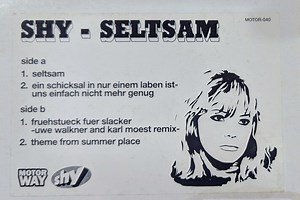 SHY - SELTSAM
MOTOR-040
side a
1. seltsam
2. ein schicksal in nur einem laben ist-
uns einfach nicht mehr genug
side b
1. fruehstueck fuer slacker
-uwe walkner and karl moest remix-
2. theme from summer place
MOTOR
WAY
shy